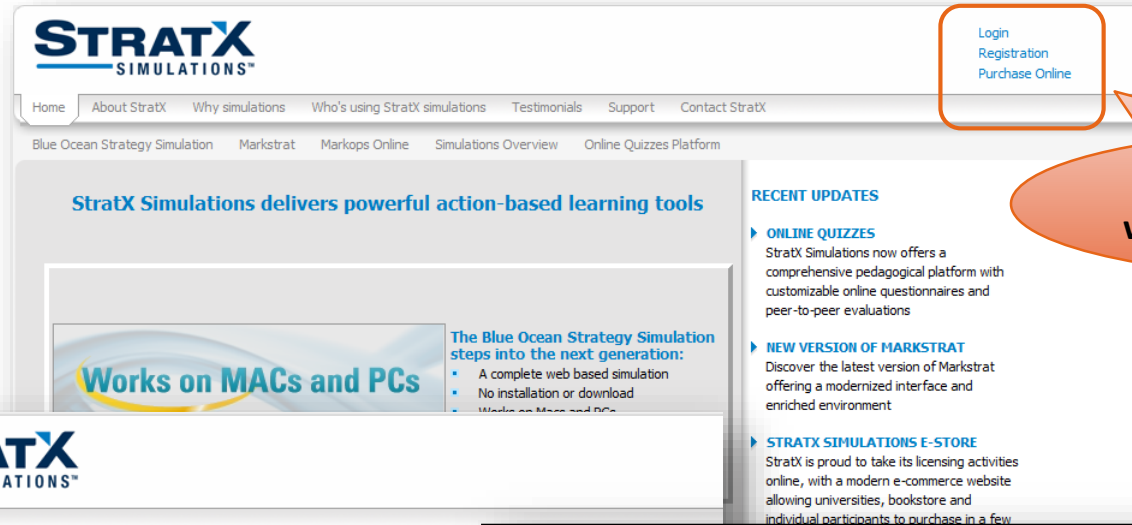 STRATX
SIMULATIONS™
Login
Registration
Purchase Online
Home About StratX Why simulations Who's using StratX simulations Testimonials Support Contact StratX
Blue Ocean Strategy Simulation Markstrat Markops Online Simulations Overview Online Quizzes Platform
StratX Simulations delivers powerful action-based learning tools
Works on MACs and PCs
The Blue Ocean Strategy Simulation
steps into the next generation:
A complete web based simulation
No installation or download
Works on Macs and PCs
RECENT UPDATES
ONLINE QUIZZES
StratX Simulations now offers a
comprehensive pedagogical platform with
customizable online questionnaires and
peer-to-peer evaluations
NEW VERSION OF MARKSTRAT
Discover the latest version of Markstrat
offering a modernized interface and
enriched environment
STRATX SIMULATIONS E-STORE
StratX is proud to take its licensing activities
online, with a modern e-commerce website
allowing universities, bookstore and
individual participants to purchase in a few
ATX
ATIONS™